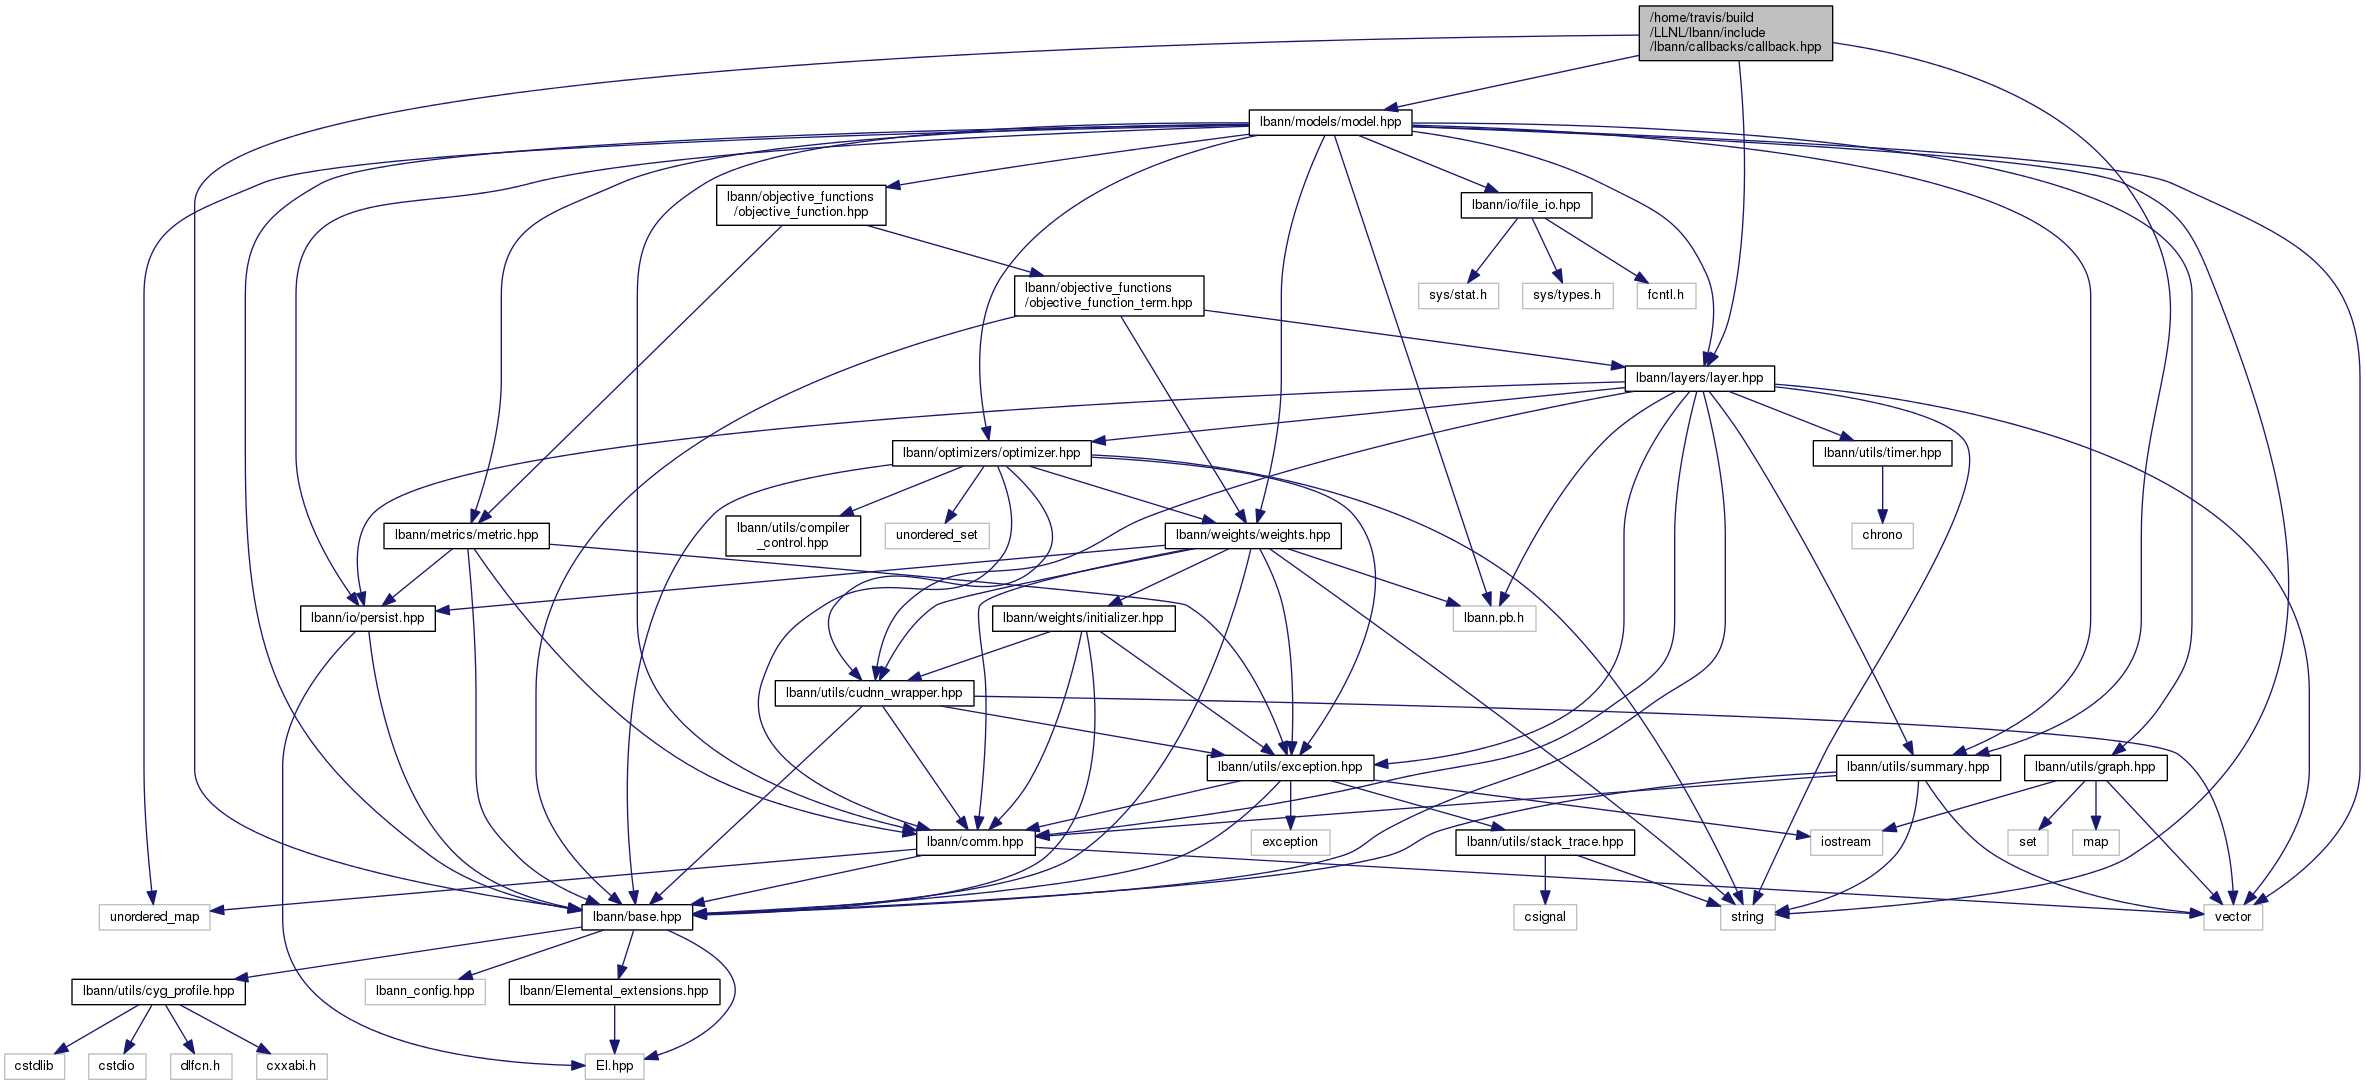 /home/travis/build
/LLNL/lbann/include
/lbann/callbacks/callback.hpp
lbann/models/model.hpp
lbann/objective_functions
/objective_function.hpp
lbann/io/file_io.hpp
lbann/objective_functions
/objective_function_term.hpp
sys/stat.h
sys/types.h
fcntl.h
lbann/layers/layer.hpp
lbann/optimizers/optimizer.hpp
lbann/utils/timer.hpp
lbann/metrics/metric.hpp
lbann/utils/compiler
_control.hpp
unordered_set
lbann/weights/weights.hpp
chrono
lbann/io/persist.hpp
lbann/weights/initializer.hpp
lbann.pb.h
lbann/utils/cudnn_wrapper.hpp
lbann/utils/exception.hpp
lbann/utils/summary.hpp
lbann/utils/graph.hpp
lbann/comm.hpp
exception
lbann/utils/stack_trace.hpp
iostream
set
map
unordered_map
lbann/base.hpp
csignal
string
vector
lbann/utils/cyg_profile.hpp
lbann_config.hpp
lbann/Elemental_extensions.hpp
cstdlib
cstdio
dlfcn.h
cxxabi.h
El.hpp